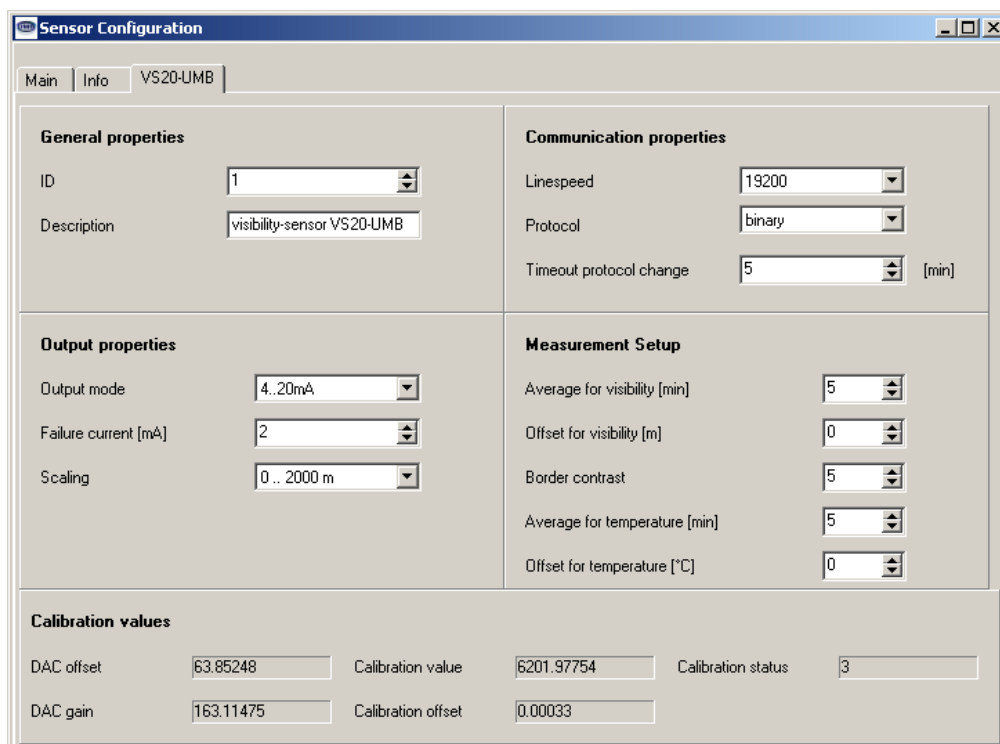 Sensor Configuration
Main Info VS20-UMB
General properties
ID 1
Description visibility-sensor VS20-UMB
Communication properties
Linespeed 19200
Protocol binary
Timeout protocol change 5 [min]
Output properties
Output mode 4..20mA
Failure current [mA] 2
Scaling 0 .. 2000 m
Measurement Setup
Average for visibility [min] 5
Offset for visibility [m] 0
Border contrast 5
Average for temperature [min] 5
Offset for temperature [°C] 0
Calibration values
DAC offset 63.85248 Calibration value 6201.97754 Calibration status 3
DAC gain 163.11475 Calibration offset 0.00033